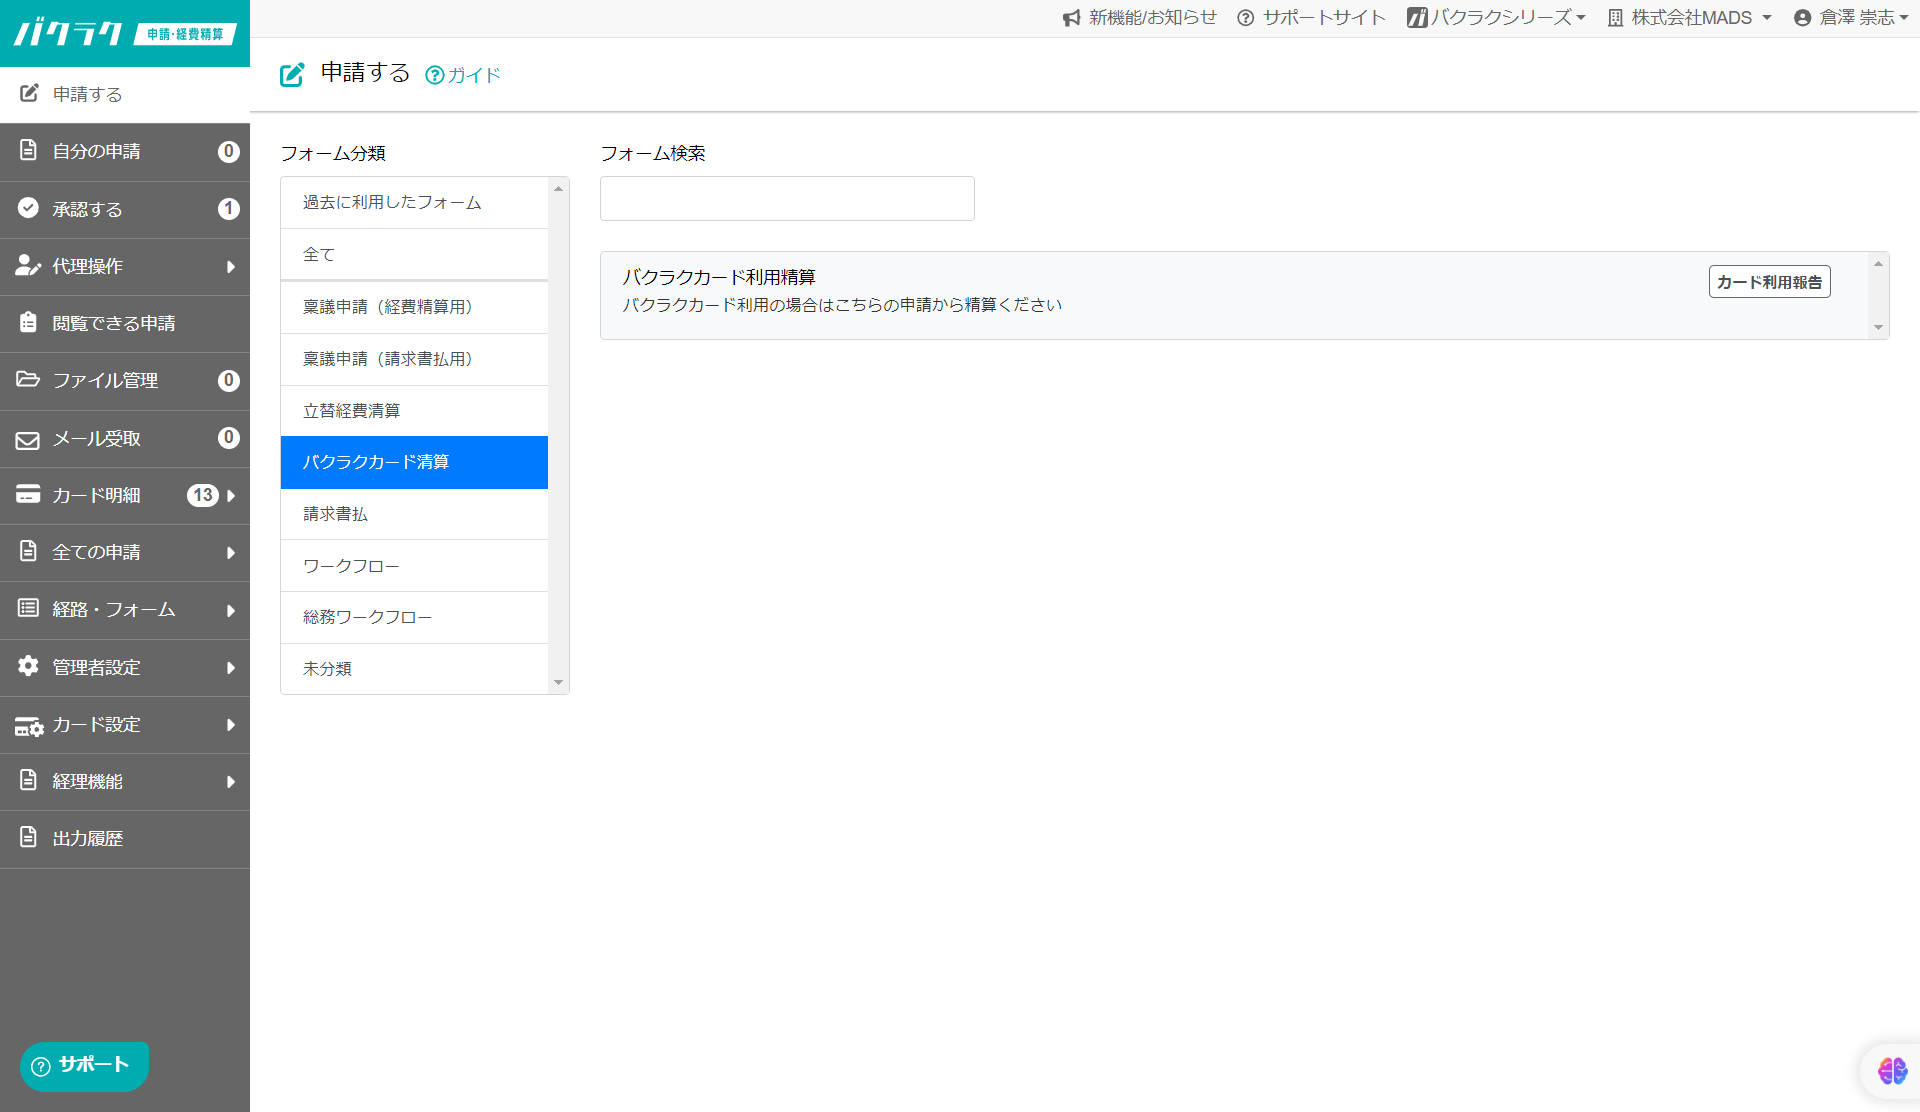 バクラク 申請・経費精算
新機能/お知らせ サポートサイト バクラクシリーズ 株式会社MADS 倉澤 崇志
申請する ガイド
申請する
自分の申請 0
承認する 1
代理操作
閲覧できる申請
ファイル管理 0
メール受取 0
カード明細 13
全ての申請
経路・フォーム
管理者設定
カード設定
経理機能
出力履歴
サポート
フォーム分類
過去に利用したフォーム
全て
稟議申請（経費精算用）
稟議申請（請求書払用）
立替経費清算
バクラクカード清算
請求書払
ワークフロー
総務ワークフロー
未分類
フォーム検索
バクラクカード利用精算
バクラクカード利用の場合はこちらの申請から精算ください
カード利用報告